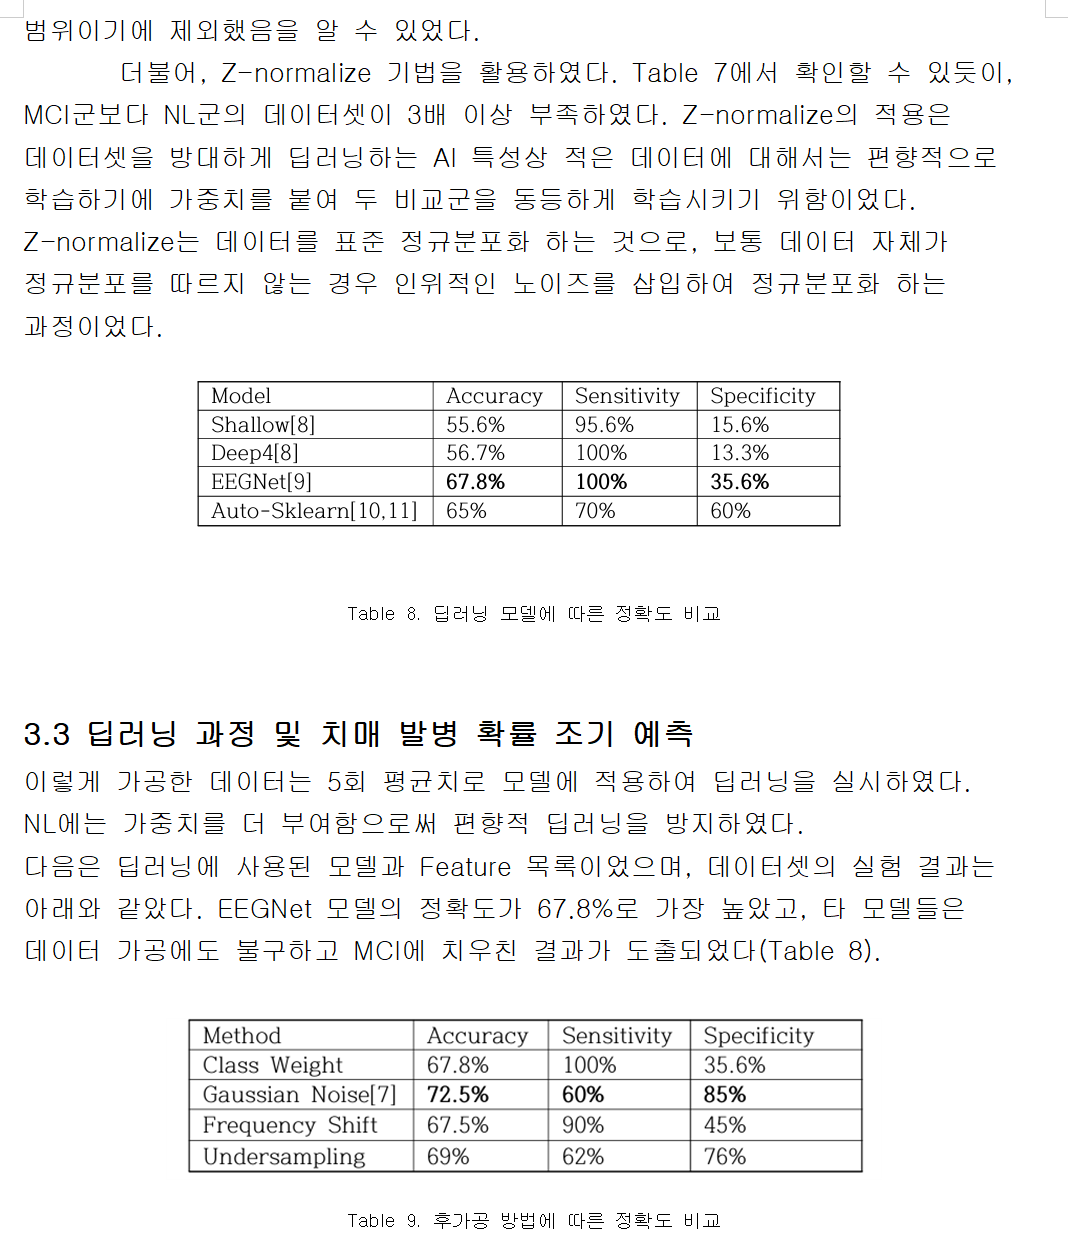 범위이기에 제외했음을 알 수 있었다.
더불어, Z-normalize 기법을 활용하였다. Table 7에서 확인할 수 있듯이,
MCI군보다 NL군의 데이터셋이 3배 이상 부족하였다. Z-normalize의 적용은
데이터셋을 방대하게 딥러닝하는 AI 특성상 적은 데이터에 대해서는 편향적으로
학습하기에 가중치를 붙여 두 비교군을 동등하게 학습시키기 위함이었다.
Z-normalize는 데이터를 표준 정규분포화 하는 것으로, 보통 데이터 자체가
정규분포를 따르지 않는 경우 인위적인 노이즈를 삽입하여 정규분포화 하는
과정이었다.
Model Accuracy Sensitivity Specificity
Shallow[8] 55.6% 95.6% 15.6%
Deep4[8] 56.7% 100% 13.3%
EEGNet[9] 67.8% 100% 35.6%
Auto-Sklearn[10,11] 65% 70% 60%
Table 8. 딥러닝 모델에 따른 정확도 비교
3.3 딥러닝 과정 및 치매 발병 확률 조기 예측
이렇게 가공한 데이터는 5회 평균치로 모델에 적용하여 딥러닝을 실시하였다.
NL에는 가중치를 더 부여함으로써 편향적 딥러닝을 방지하였다.
다음은 딥러닝에 사용된 모델과 Feature 목록이었으며, 데이터셋의 실험 결과는
아래와 같았다. EEGNet 모델의 정확도가 67.8%로 가장 높았고, 타 모델들은
데이터 가공에도 불구하고 MCI에 치우친 결과가 도출되었다(Table 8).
Method Accuracy Sensitivity Specificity
Class Weight 67.8% 100% 35.6%
Gaussian Noise[7] 72.5% 60% 85%
Frequency Shift 67.5% 90% 45%
Undersampling 69% 62% 76%
Table 9. 후가공 방법에 따른 정확도 비교